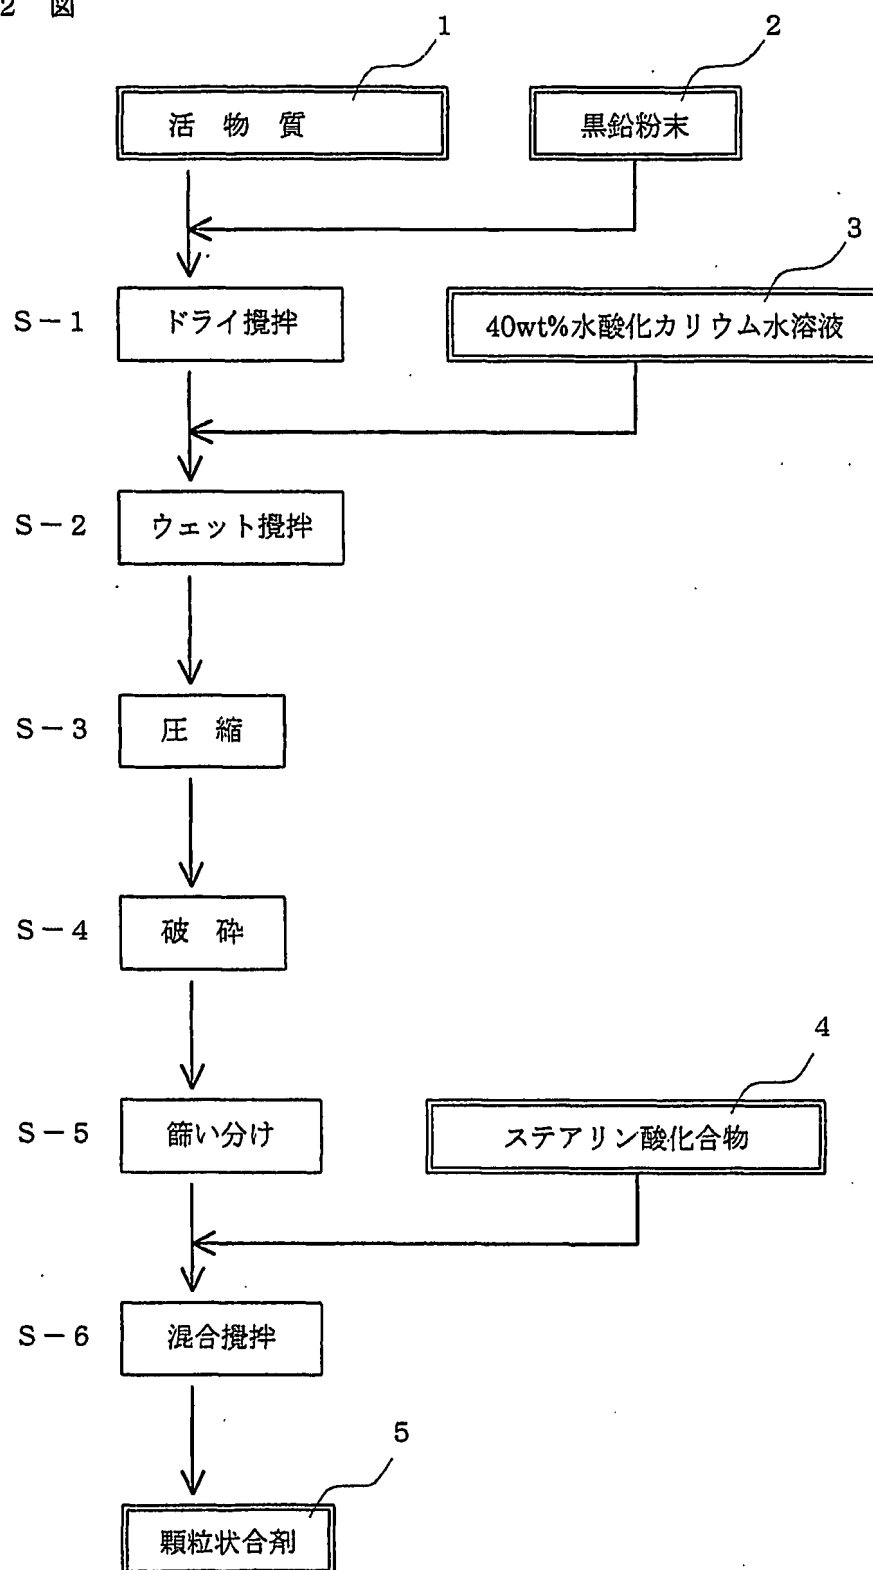 2 図
1
2
活 物 質
黒鉛粉末
3
S-1
ドライ攪拌
40wt%水酸化カリウム水溶液
S-2
ウェット攪拌
S-3
圧 縮
S-4
破 砕
4
S-5
篩い分け
ステアリン酸化合物
S-6
混合攪拌
5
顆粒状合剤